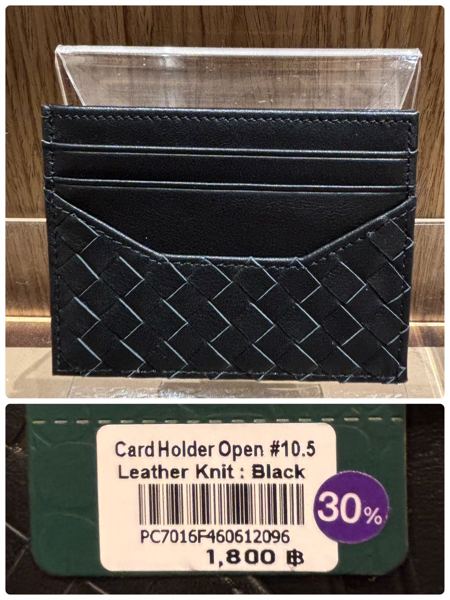 Card Holder Open #10.5
Leather Knit : Black
PC7016F460612096
1,800 ฿
30%